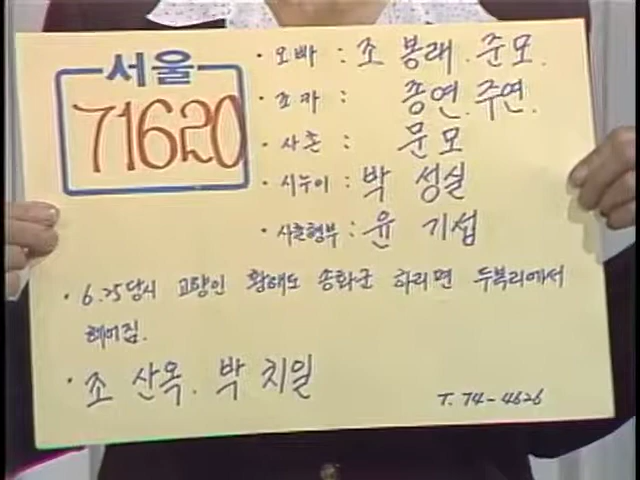 서울
71620
· 오빠 : 조 봉래. 준모.
· 조카 : 종연. 주연.
· 사촌 : 문모
· 시누이 : 박 성실
· 사촌형부 : 윤 기섭
· 6.25당시 고향인 황해도 송화군 하리면 두복리에서
헤어짐.
· 조 산옥. 박 치일
T. 74-4626